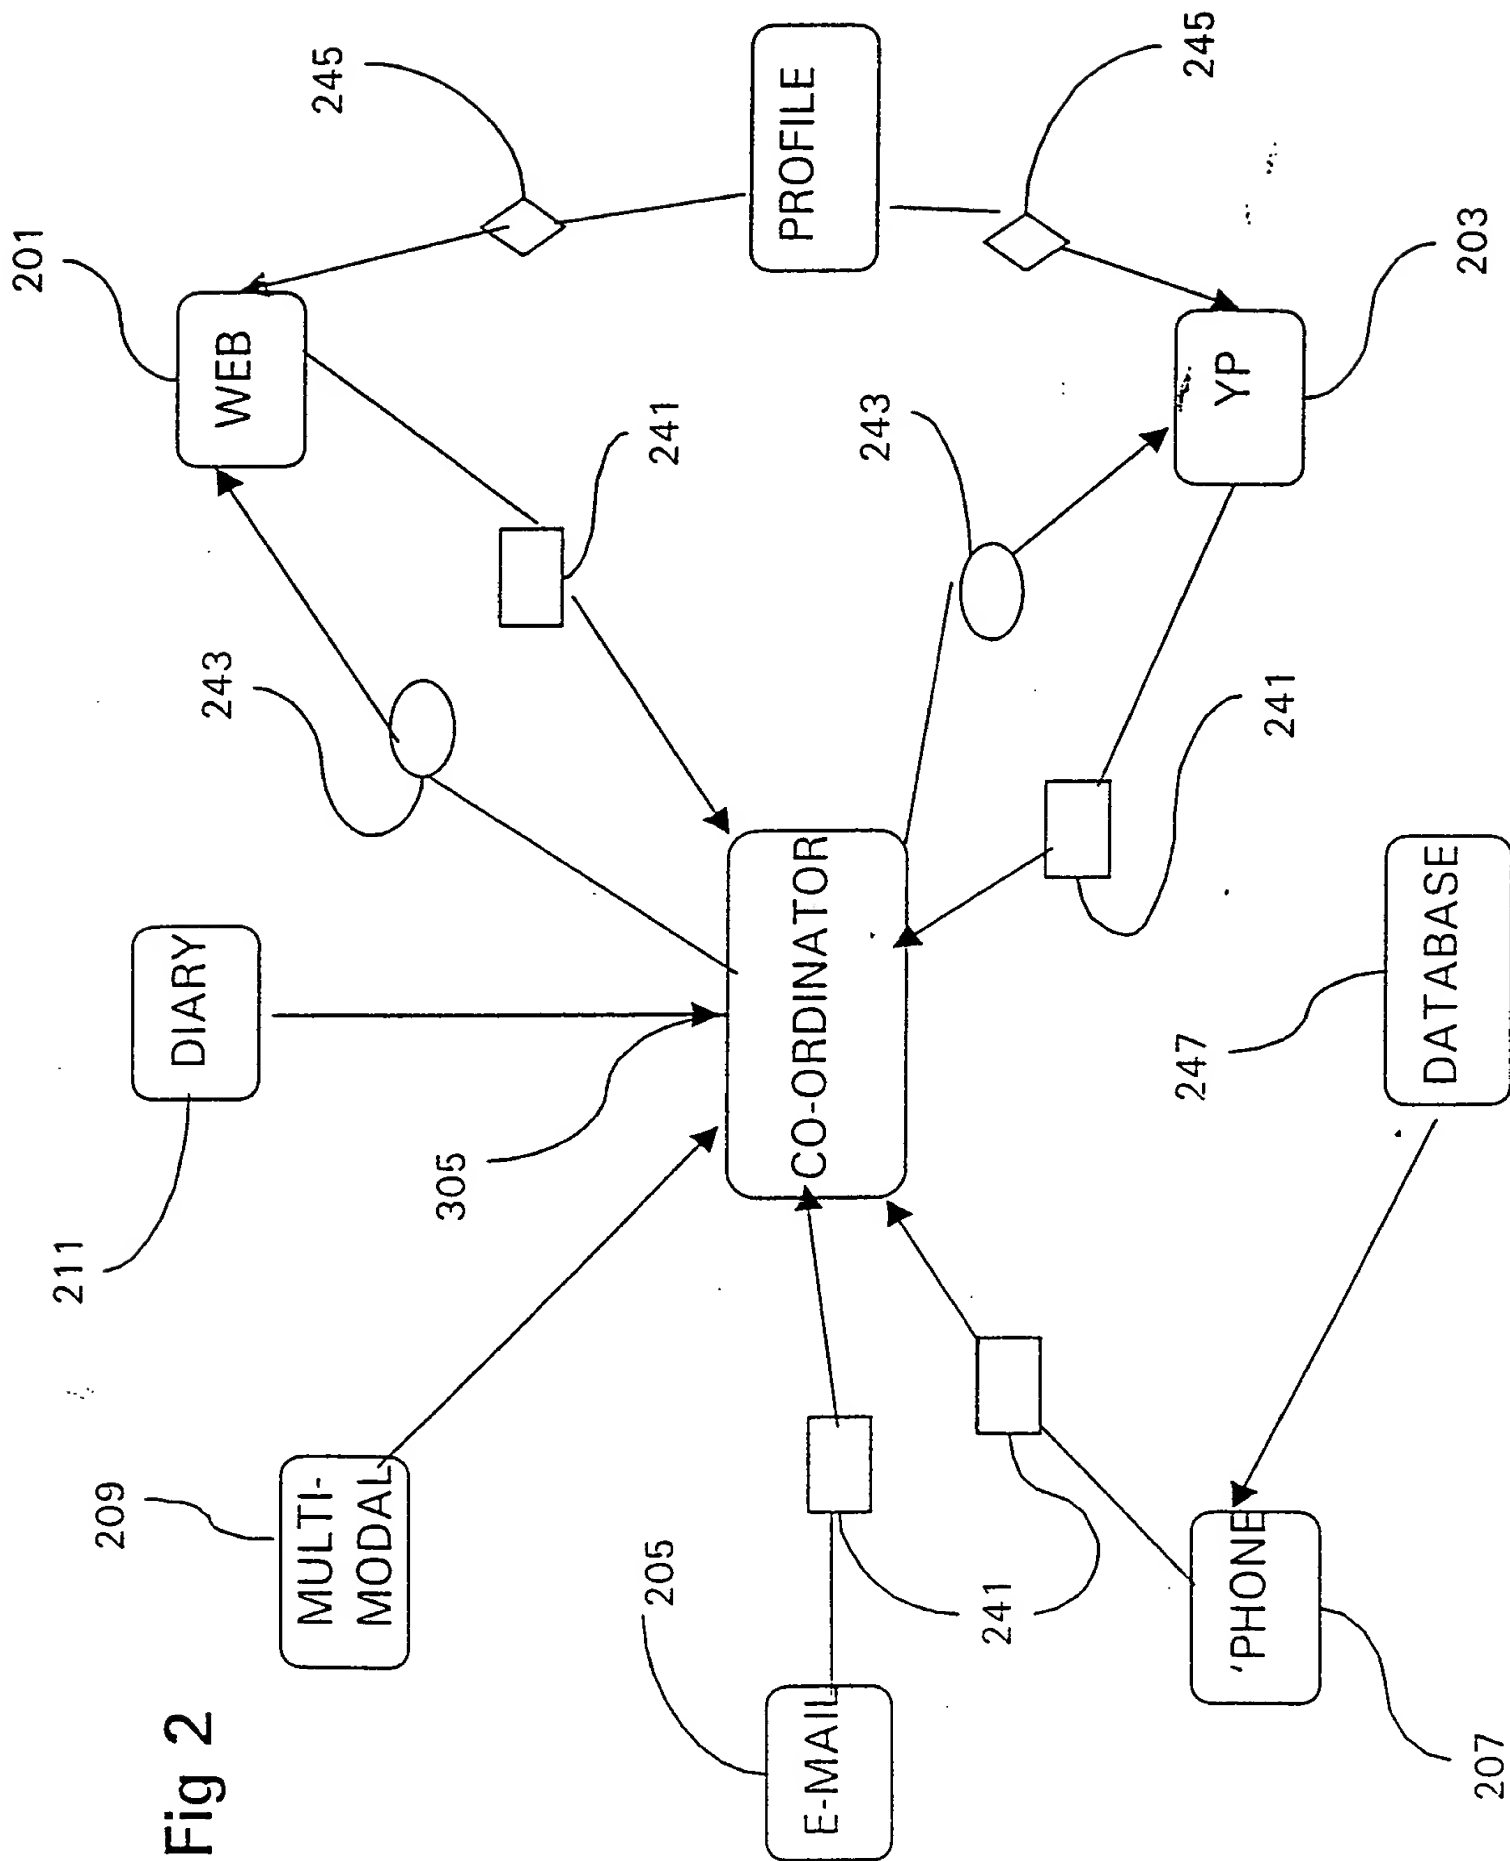 Fig 2
209
211
201
DIARY
243
WEB
245
MULTI-
MODAL
305
205
241
E-MAIL
CO-ORDINATOR
PROFILE
243
241
247
245
'PHONE
241
YP
DATABASE
207
203